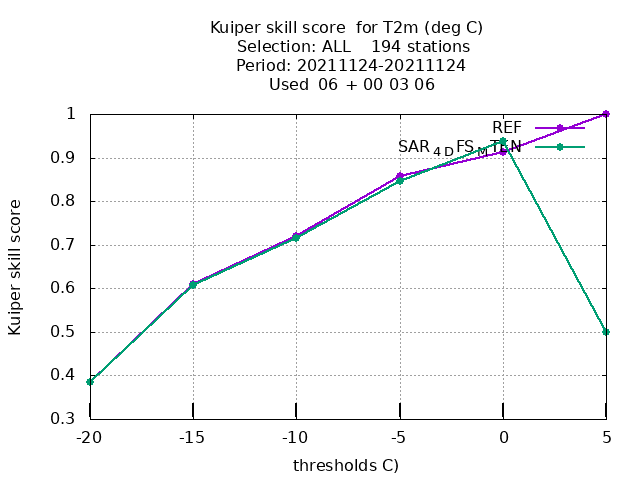 Kuiper skill score for T2m (deg C)
Selection: ALL 194 stations
Period: 20211124-20211124
Used 06 + 00 03 06
REF
SAR 4 D FS M TEN
Kuiper skill score
1
0.9
0.8
0.7
0.6
0.5
0.4
0.3
-20 -15 -10 -5 0 5
thresholds C)